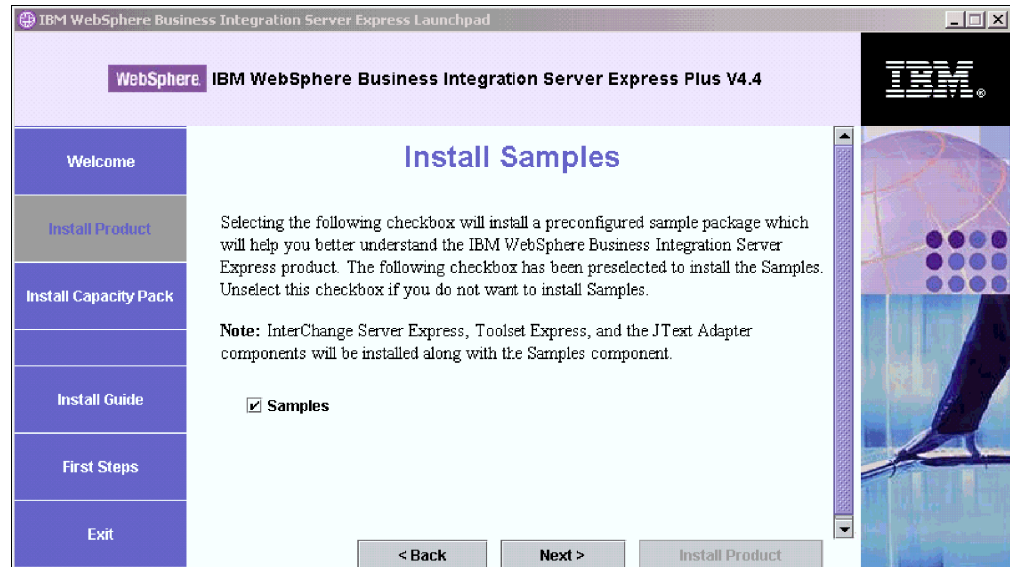 IBM WebSphere Business Integration Server Express Launchpad
WebSphere. IBM WebSphere Business Integration Server Express Plus V4.4
IBM®
Welcome
Install Product
Install Capacity Pack
Install Guide
First Steps
Exit
Install Samples
Selecting the following checkbox will install a preconfigured sample package which
will help you better understand the IBM WebSphere Business Integration Server
Express product. The following checkbox has been preselected to install the Samples.
Unselect this checkbox if you do not want to install Samples.
Note: InterChange Server Express, Toolset Express, and the JText Adapter
components will be installed along with the Samples component.
Samples
< Back
Next >
Install Product